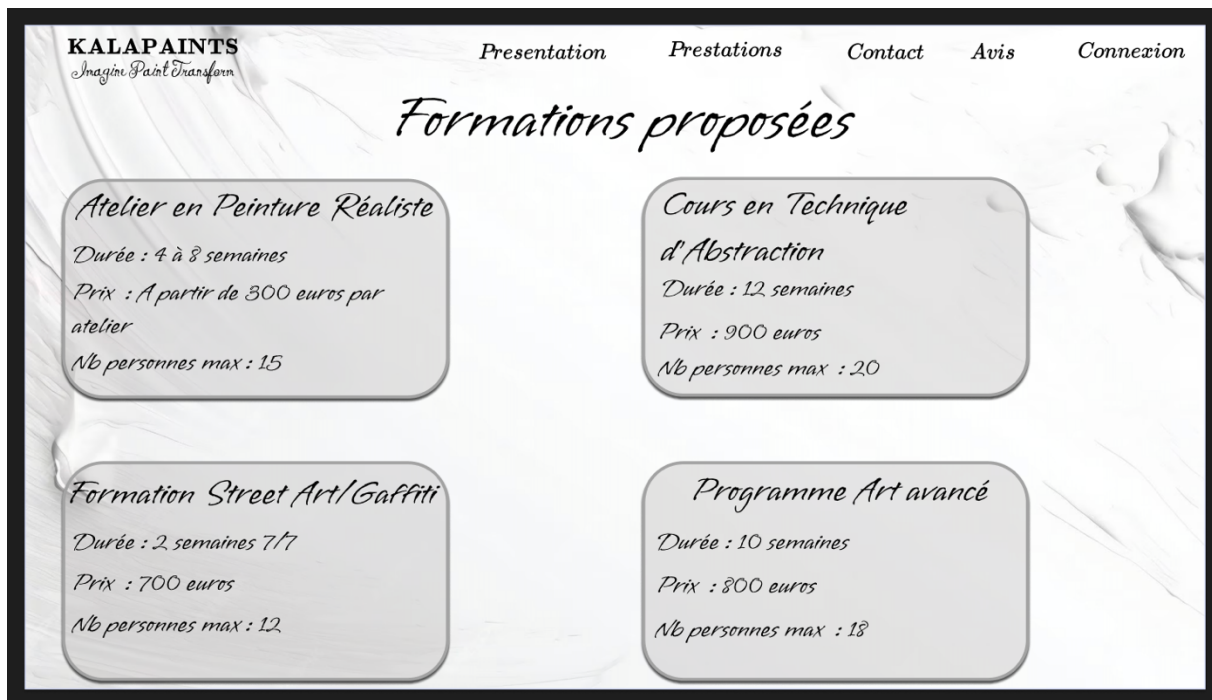 KALAPAINTS
Imagine Paint Transform
Presentation Prestations Contact Avis Connexion
Formations proposées
Atelier en Peinture Réaliste
Durée : 4 à 8 semaines
Prix : A partir de 300 euros par
atelier
Nb personnes max : 15
Cours en Technique
d'Abstraction
Durée : 12 semaines
Prix : 900 euros
Nb personnes max : 20
Formation Street Art/Gaffiti
Durée : 2 semaines 7/7
Prix : 700 euros
Nb personnes max : 12
Programme Art avancé
Durée : 10 semaines
Prix : 800 euros
Nb personnes max : 18